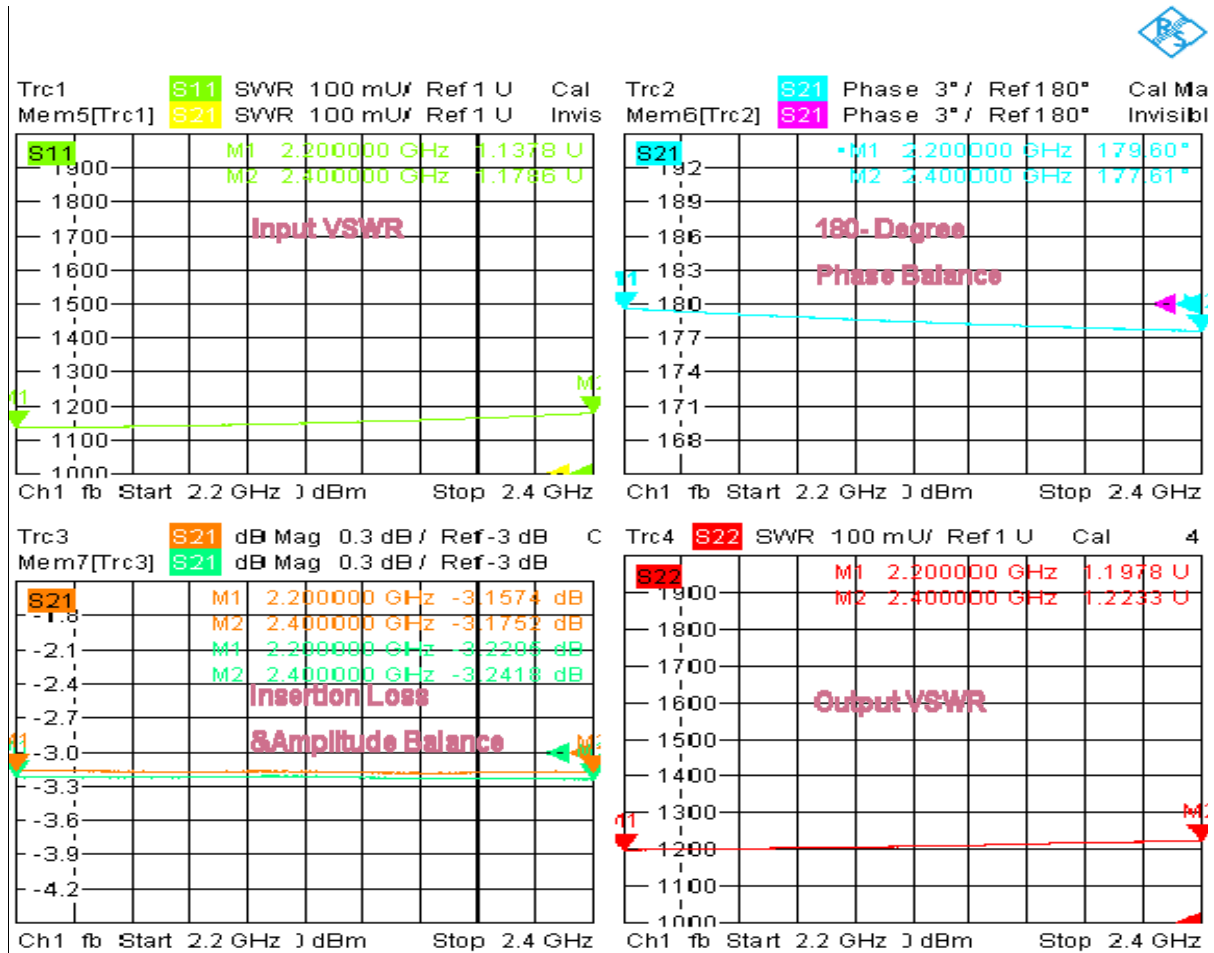 R&S
Trc1 S11 SWR 100 mU/ Ref 1 U Cal
Mem5[Trc1] S21 SWR 100 mU/ Ref 1 U Invis
S11
M1 2.200000 GHz 1.1378 U
M2 2.400000 GHz 1.1786 U
Input VSWR
1900
1800
1700
1600
1500
1400
1300
1200
1100
1000
M1
M2
Ch1 fb Start 2.2 GHz 0 dBm Stop 2.4 GHz
Trc2 S21 Phase 3°/ Ref 180° Cal Ma
Mem6[Trc2] S21 Phase 3°/ Ref 180° Invisibl
S21
•M1 2.200000 GHz 179.60°
M2 2.400000 GHz 177.61°
180- Degree
Phase Balance
192
189
186
183
180
177
174
171
168
Ch1 fb Start 2.2 GHz 0 dBm Stop 2.4 GHz
Trc3 S21 dB Mag 0.3 dB / Ref -3 dB C
Mem7[Trc3] S21 dB Mag 0.3 dB / Ref -3 dB
S21
M1 2.200000 GHz -3.1574 dB
M2 2.400000 GHz -3.1752 dB
M1 2.200000 GHz -3.2205 dB
M2 2.400000 GHz -3.2418 dB
Insertion Loss
&Amplitude Balance
-1.8
-2.1
-2.4
-2.7
-3.0
-3.3
-3.6
-3.9
-4.2
Ch1 fb Start 2.2 GHz 0 dBm Stop 2.4 GHz
Trc4 S22 SWR 100 mU/ Ref 1 U Cal 4
S22
M1 2.200000 GHz 1.1978 U
M2 2.400000 GHz 1.2233 U
Output VSWR
1900
1800
1700
1600
1500
1400
1300
1200
1100
1000
M2
Ch1 fb Start 2.2 GHz 0 dBm Stop 2.4 GHz